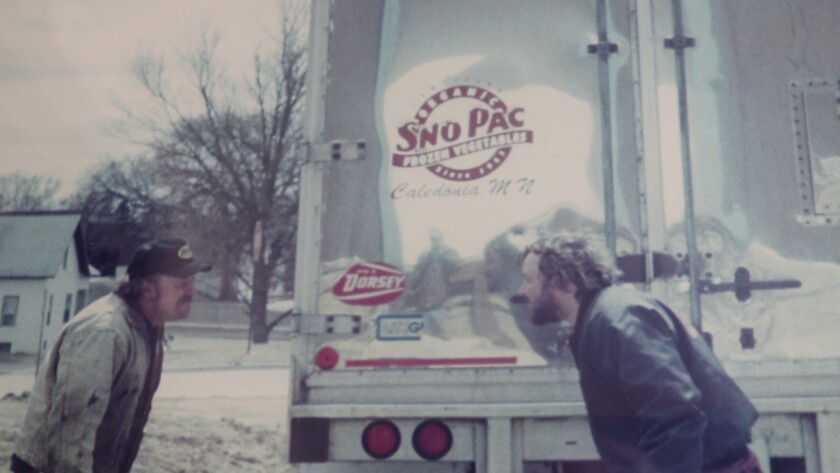 ORGANIC
SNO PAC
FROZEN VEGETABLES
Since 1943
Caledonia MN
DORSEY